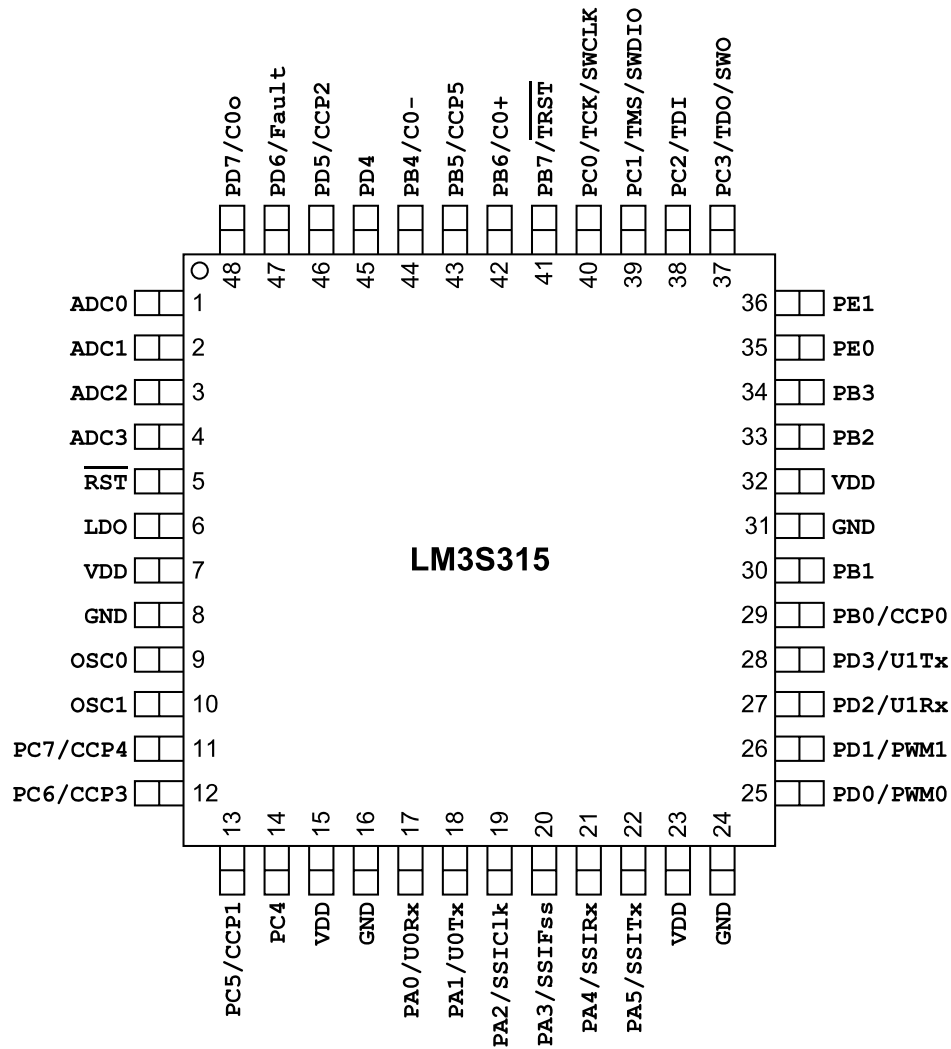 PD7/C0o
PD6/Fault
PD5/CCP2
PD4
PB4/C0-
PB5/CCP5
PB6/C0+
PB7/TRST
PC0/TCK/SWCLK
PC1/TMS/SWDIO
PC2/TDI
PC3/TDO/SWO
48
47
46
45
44
43
42
41
40
39
38
37
ADC0 1
ADC1 2
ADC2 3
ADC3 4
RST 5
LDO 6
VDD 7
GND 8
OSC0 9
OSC1 10
PC7/CCP4 11
PC6/CCP3 12
LM3S315
36 PE1
35 PE0
34 PB3
33 PB2
32 VDD
31 GND
30 PB1
29 PB0/CCP0
28 PD3/U1Tx
27 PD2/U1Rx
26 PD1/PWM1
25 PD0/PWM0
13
14
15
16
17
18
19
20
21
22
23
24
PC5/CCP1
PC4
VDD
GND
PA0/U0Rx
PA1/U0Tx
PA2/SSIClk
PA3/SSIFss
PA4/SSIRx
PA5/SSITx
VDD
GND